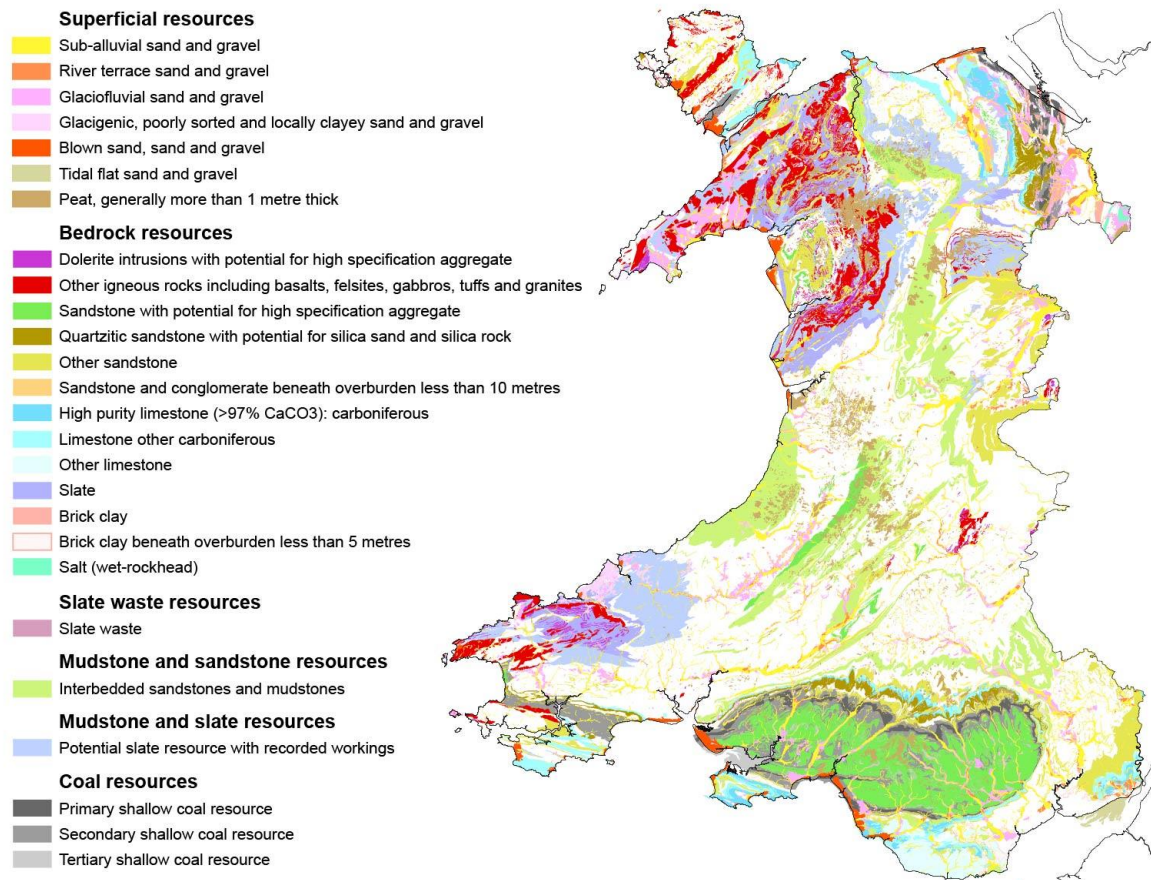 Superficial resources
Sub-alluvial sand and gravel
River terrace sand and gravel
Glaciofluvial sand and gravel
Glacigenic, poorly sorted and locally clayey sand and gravel
Blown sand, sand and gravel
Tidal flat sand and gravel
Peat, generally more than 1 metre thick
Bedrock resources
Dolerite intrusions with potential for high specification aggregate
Other igneous rocks including basalts, felsites, gabbros, tuffs and granites
Sandstone with potential for high specification aggregate
Quartzitic sandstone with potential for silica sand and silica rock
Other sandstone
Sandstone and conglomerate beneath overburden less than 10 metres
High purity limestone (>97% CaCO3): carboniferous
Limestone other carboniferous
Other limestone
Slate
Brick clay
Brick clay beneath overburden less than 5 metres
Salt (wet-rockhead)
Slate waste resources
Slate waste
Mudstone and sandstone resources
Interbedded sandstones and mudstones
Mudstone and slate resources
Potential slate resource with recorded workings
Coal resources
Primary shallow coal resource
Secondary shallow coal resource
Tertiary shallow coal resource